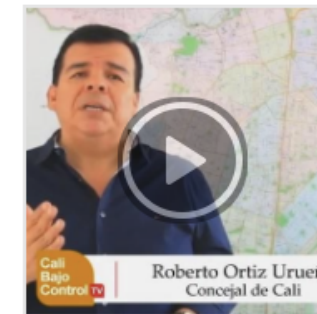 Cali
Bajo
Control TV
Roberto Ortiz Uruer
Concejal de Cali